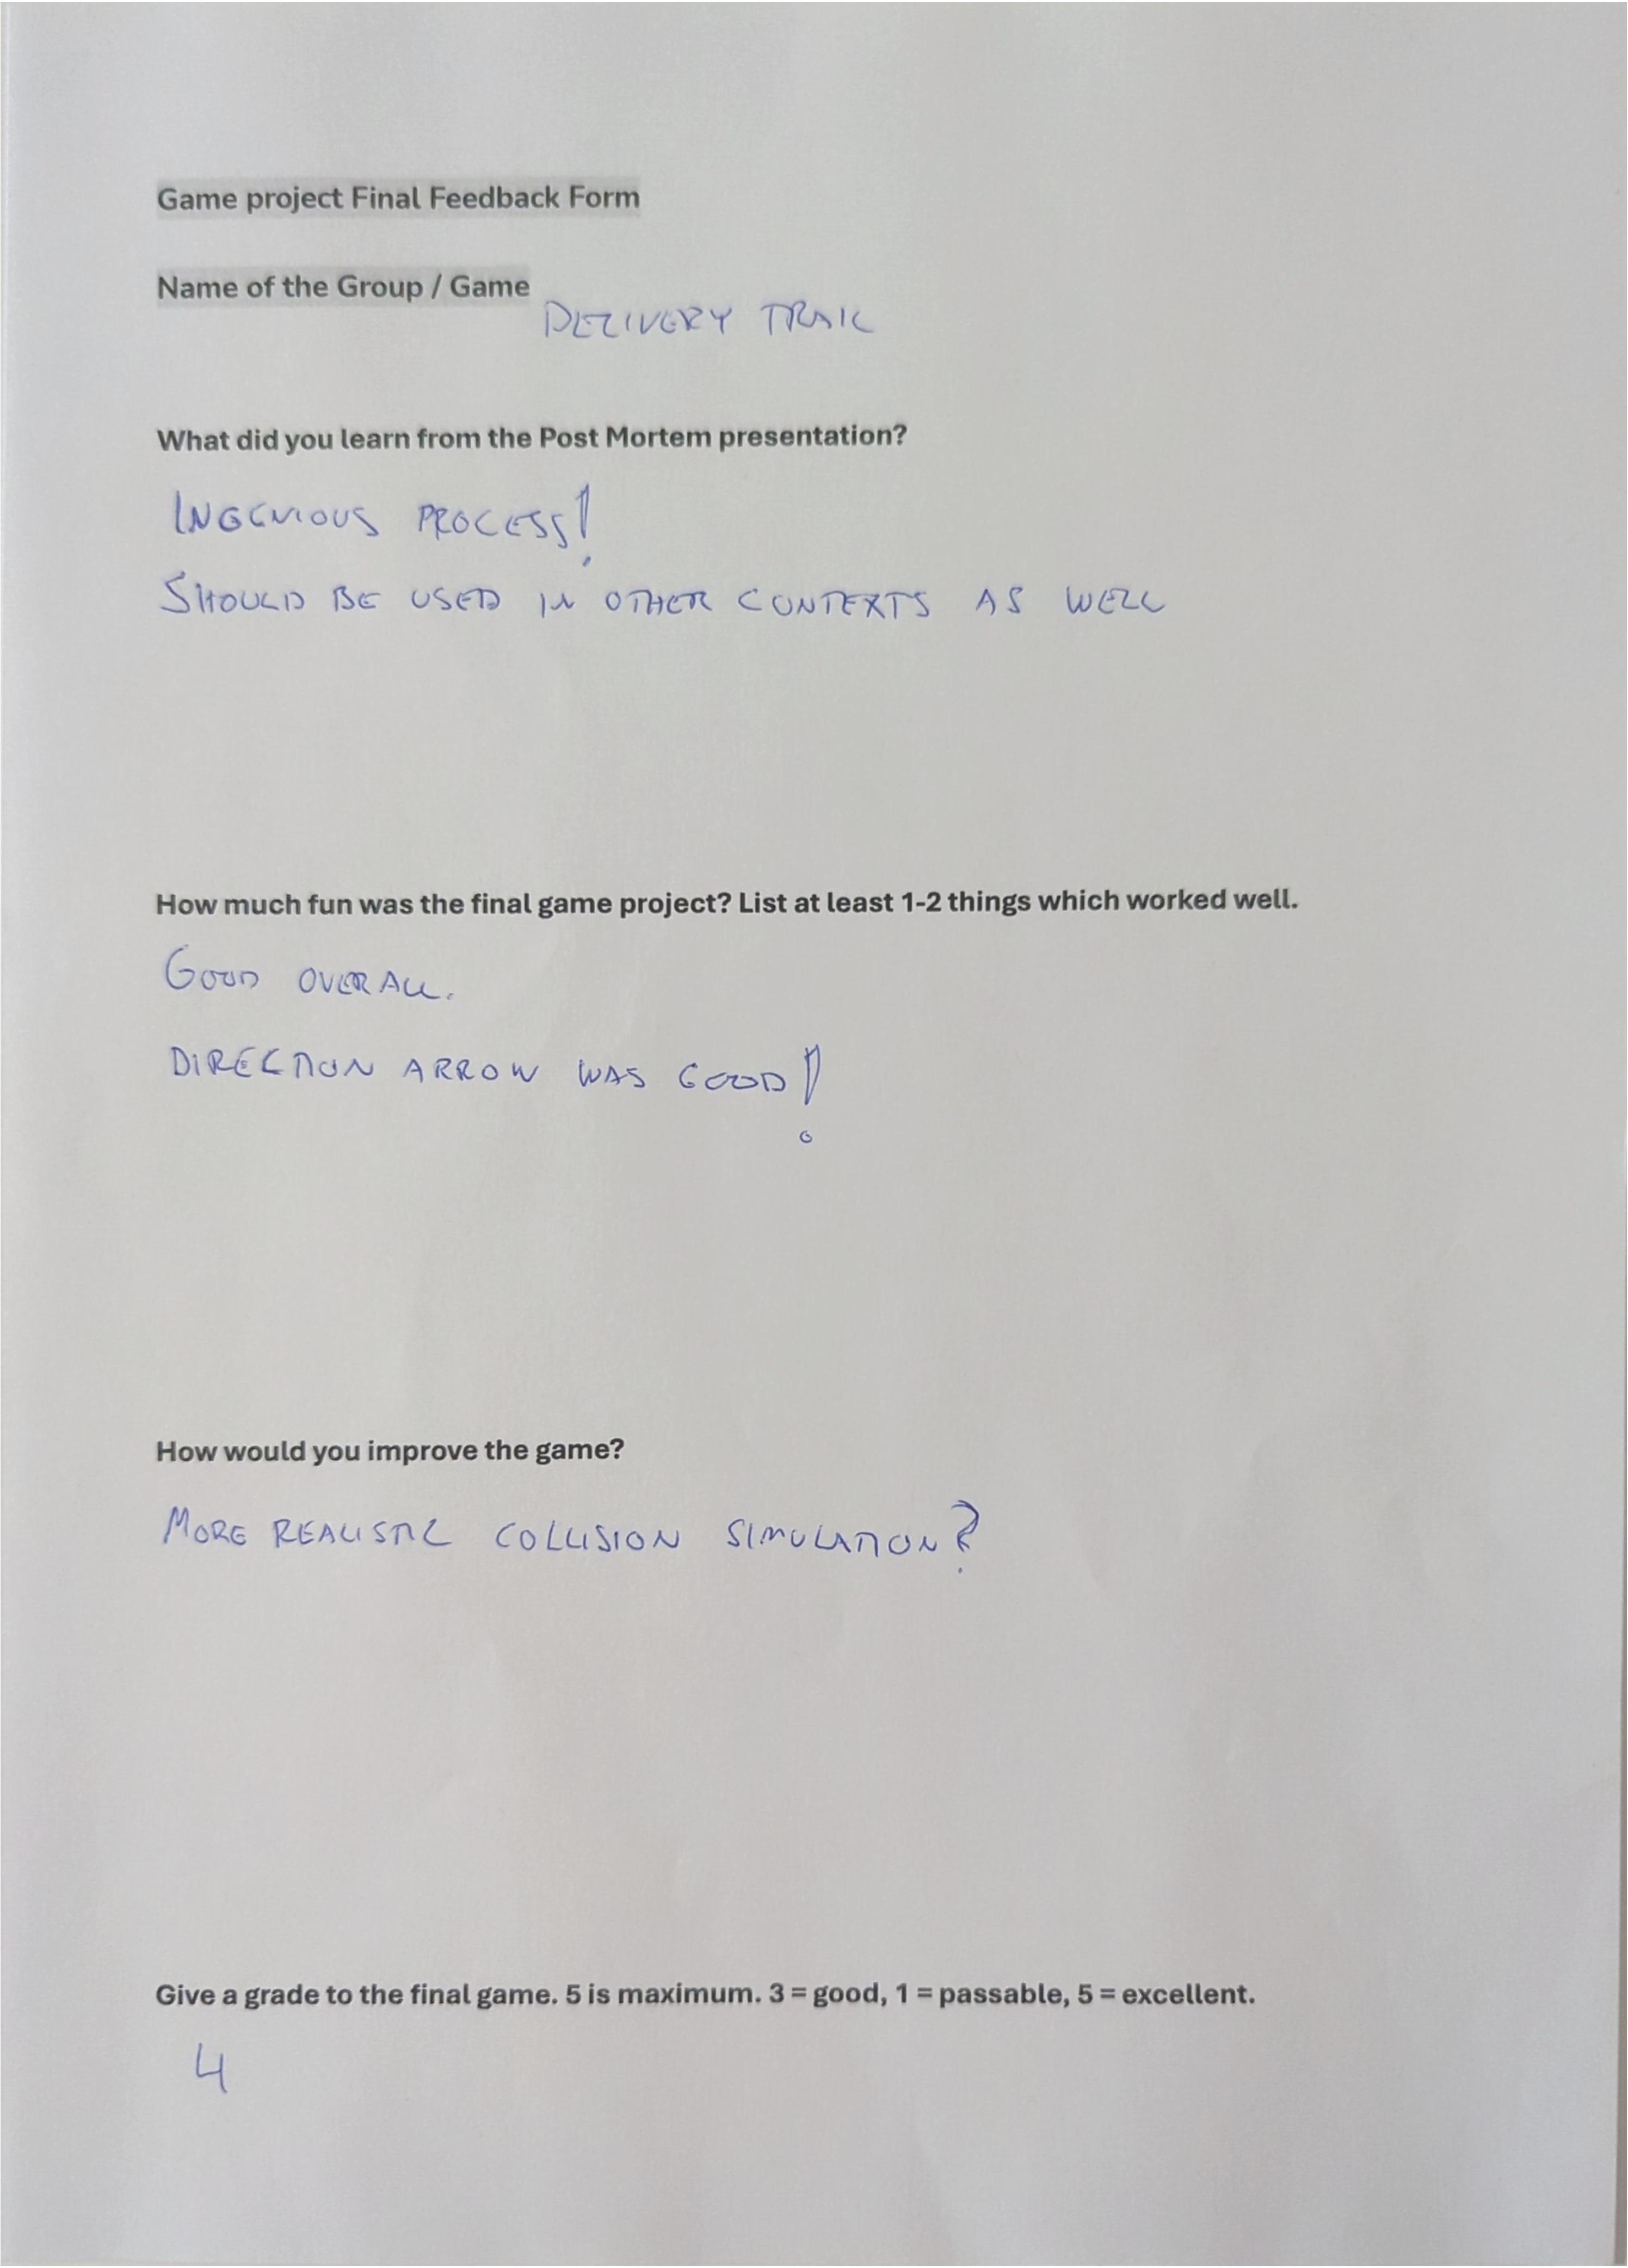 Game project Final Feedback Form
Name of the Group / Game
DELIVERY TRAIL
What did you learn from the Post Mortem presentation?
INGENIOUS PROCESS!
SHOULD BE USED IN OTHER CONTEXTS AS WELL
How much fun was the final game project? List at least 1-2 things which worked well.
GOOD OVERALL.
DIRECTION ARROW WAS GOOD!
How would you improve the game?
MORE REALISTIC COLLISION SIMULATION?
Give a grade to the final game. 5 is maximum. 3 = good, 1 = passable, 5 = excellent.
4